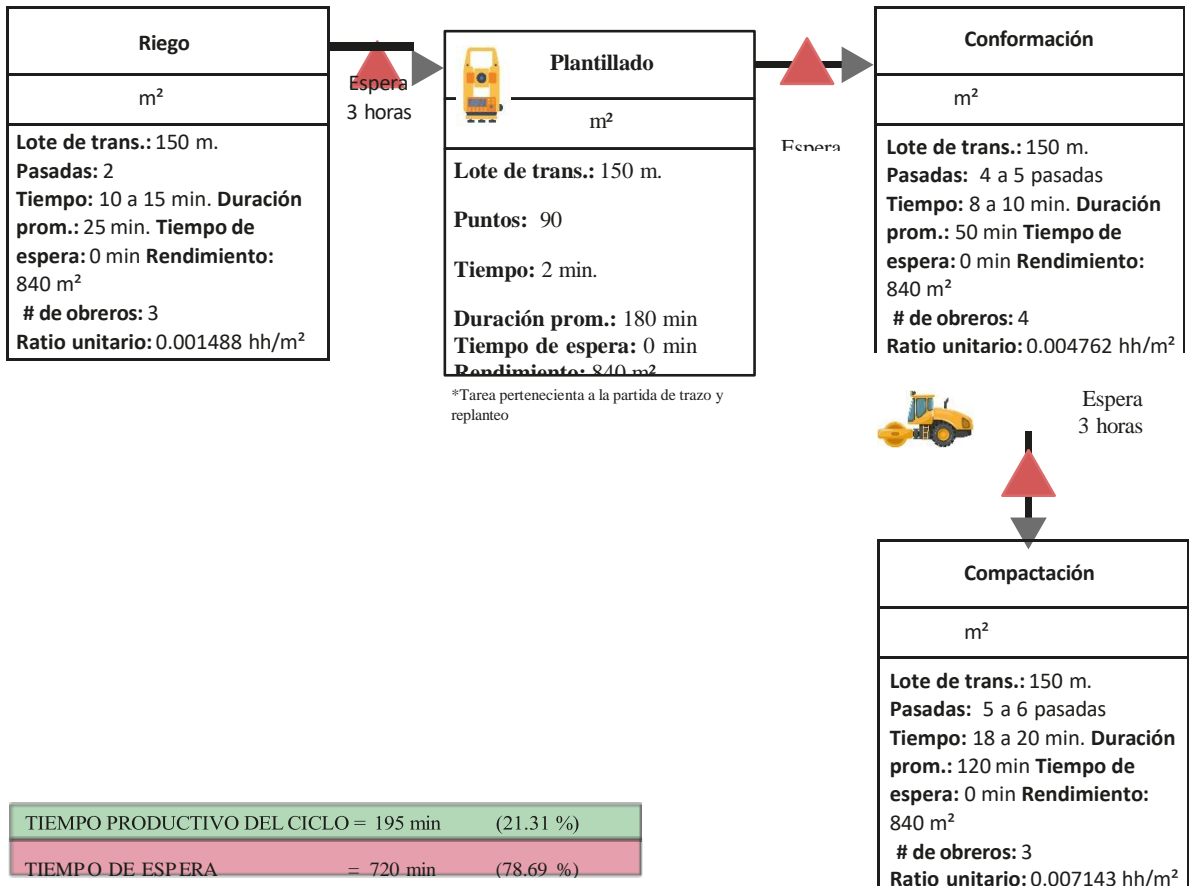 Riego
m²
Lote de trans.: 150 m.
Pasadas: 2
Tiempo: 10 a 15 min. Duración
prom.: 25 min. Tiempo de
espera: 0 min Rendimiento:
840 m²
# de obreros: 3
Ratio unitario: 0.001488 hh/m²
Espera
3 horas
Plantillado
m²
Lote de trans.: 150 m.
Puntos: 90
Tiempo: 2 min.
Duración prom.: 180 min
Tiempo de espera: 0 min
Rendimiento: 840 m²
*Tarea pertenecienta a la partida de trazo y
replanteo
Espera
Conformación
m²
Lote de trans.: 150 m.
Pasadas: 4 a 5 pasadas
Tiempo: 8 a 10 min. Duración
prom.: 50 min Tiempo de
espera: 0 min Rendimiento:
840 m²
# de obreros: 4
Ratio unitario: 0.004762 hh/m²
Espera
3 horas
Compactación
m²
Lote de trans.: 150 m.
Pasadas: 5 a 6 pasadas
Tiempo: 18 a 20 min. Duración
prom.: 120 min Tiempo de
espera: 0 min Rendimiento:
840 m²
# de obreros: 3
Ratio unitario: 0.007143 hh/m²
TIEMPO PRODUCTIVO DEL CICLO = 195 min (21.31 %)
TIEMPO DE ESPERA = 720 min (78.69 %)